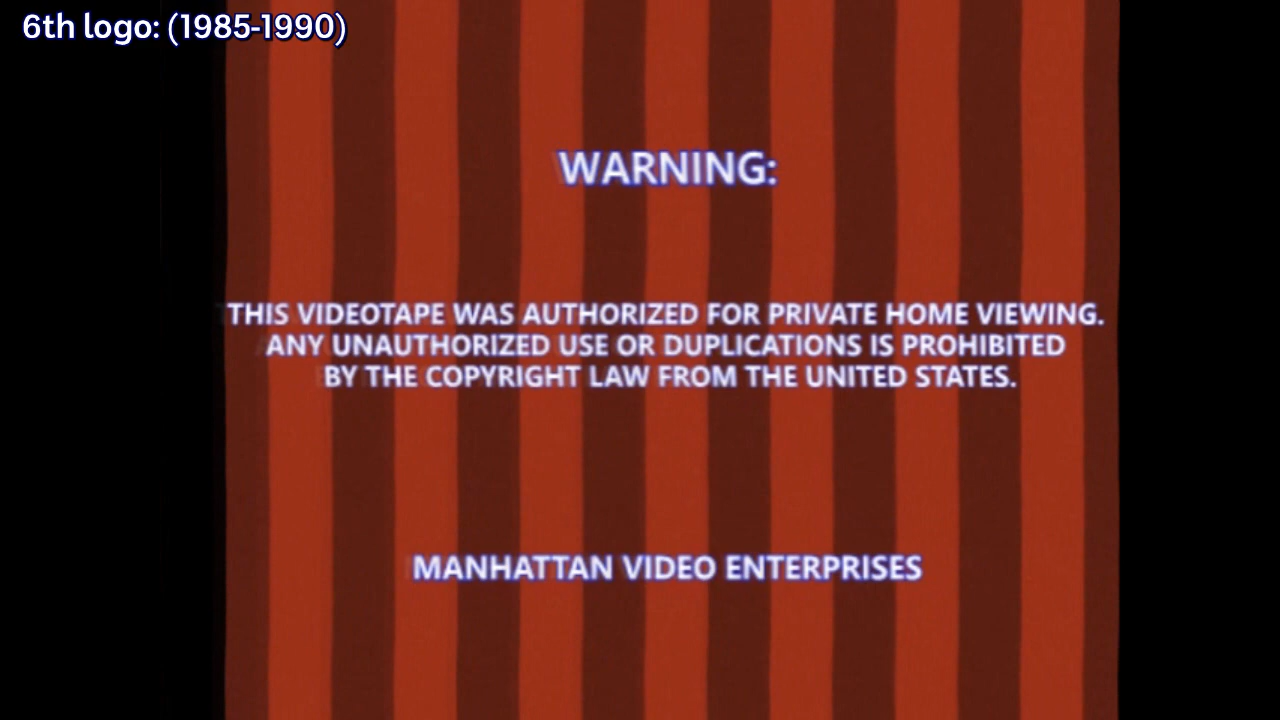 6th logo: (1985-1990)
WARNING:
THIS VIDEOTAPE WAS AUTHORIZED FOR PRIVATE HOME VIEWING.
ANY UNAUTHORIZED USE OR DUPLICATIONS IS PROHIBITED
BY THE COPYRIGHT LAW FROM THE UNITED STATES.
MANHATTAN VIDEO ENTERPRISES